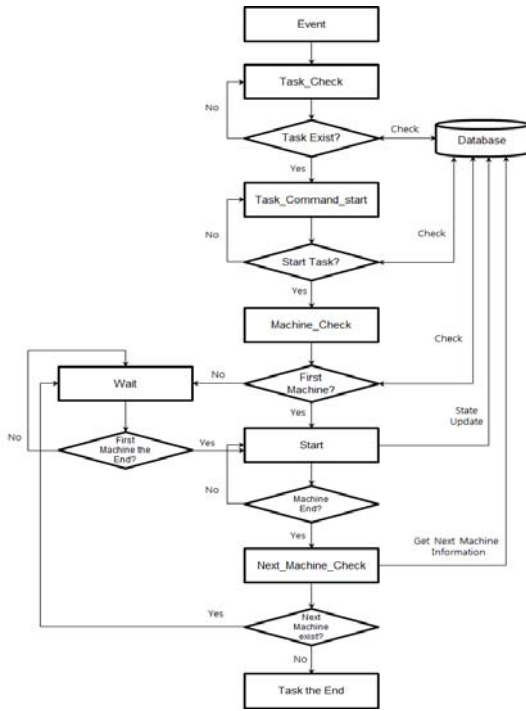 Event
Task_Check
No
Task Exist?
Check
Database
Yes
Task_Command_start
No
Check
Start Task?
Yes
Machine_Check
Check
First
Machine?
No
Wait
Yes
State
Update
No
First
Machine the
End?
Yes
Start
No
Machine
End?
Yes
Get Next Machine
Information
Next_Machine_Check
Yes
Next
Machine
exist?
No
Task the End